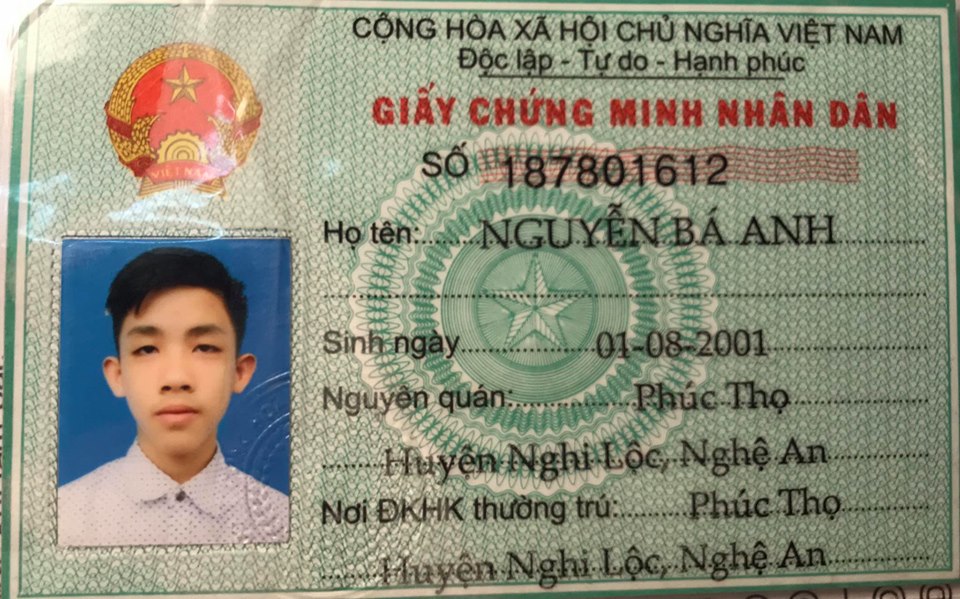 CỘNG HÒA XÃ HỘI CHỦ NGHĨA VIỆT NAM
Độc lập - Tự do - Hạnh phúc
GIẤY CHỨNG MINH NHÂN DÂN
SỐ 187801612
Họ tên: NGUYỄN BÁ ANH
Sinh ngày 01-08-2001
Nguyên quán: Phúc Thọ
Huyện Nghi Lộc, Nghệ An
Nơi ĐKHK thường trú: Phúc Thọ
Huyện Nghi Lộc, Nghệ An
VIỆT NAM